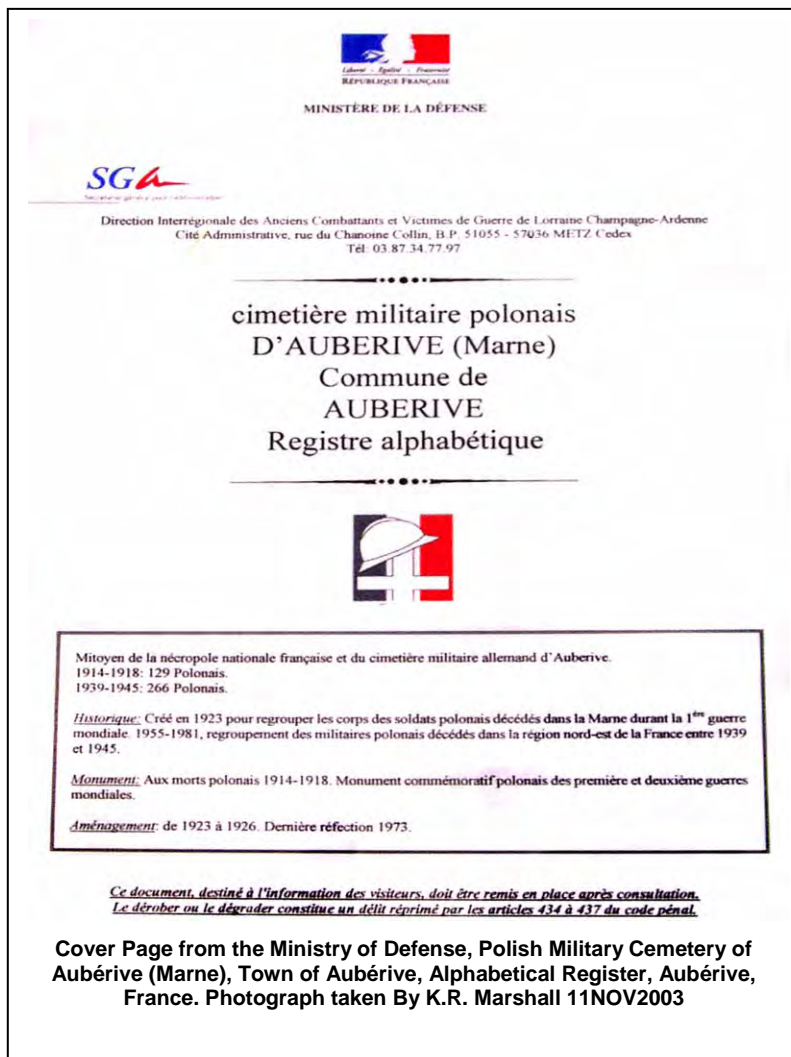 Liberté · Égalité · Fraternité
RÉPUBLIQUE FRANÇAISE
MINISTÈRE DE LA DÉFENSE
SGA
Secrétariat général pour l'administration
Direction Interrégionale des Anciens Combattants et Victimes de Guerre de Lorraine Champagne-Ardenne
Cité Administrative, rue du Chanoine Collin, B.P. 51055 - 57036 METZ Cedex
Tél: 03.87.34.77.97
cimetière militaire polonais
D'AUBERIVE (Marne)
Commune de
AUBERIVE
Registre alphabétique
Mitoyen de la nécropole nationale française et du cimetière militaire allemand d'Auberive.
1914-1918: 129 Polonais.
1939-1945: 266 Polonais.
Historique: Créé en 1923 pour regrouper les corps des soldats polonais décédés dans la Marne durant la 1ère guerre
mondiale. 1955-1981, regroupement des militaires polonais décédés dans la région nord-est de la France entre 1939
et 1945.
Monument: Aux morts polonais 1914-1918. Monument commémoratif polonais des première et deuxième guerres
mondiales.
Aménagement: de 1923 à 1926. Dernière réfection 1973.
Ce document, destiné à l'information des visiteurs, doit être remis en place après consultation.
Le dérober ou le dégrader constitue un délit réprimé par les articles 434 à 437 du code pénal.
Cover Page from the Ministry of Defense, Polish Military Cemetery of
Aubérive (Marne), Town of Aubérive, Alphabetical Register, Aubérive,
France. Photograph taken By K.R. Marshall 11NOV2003